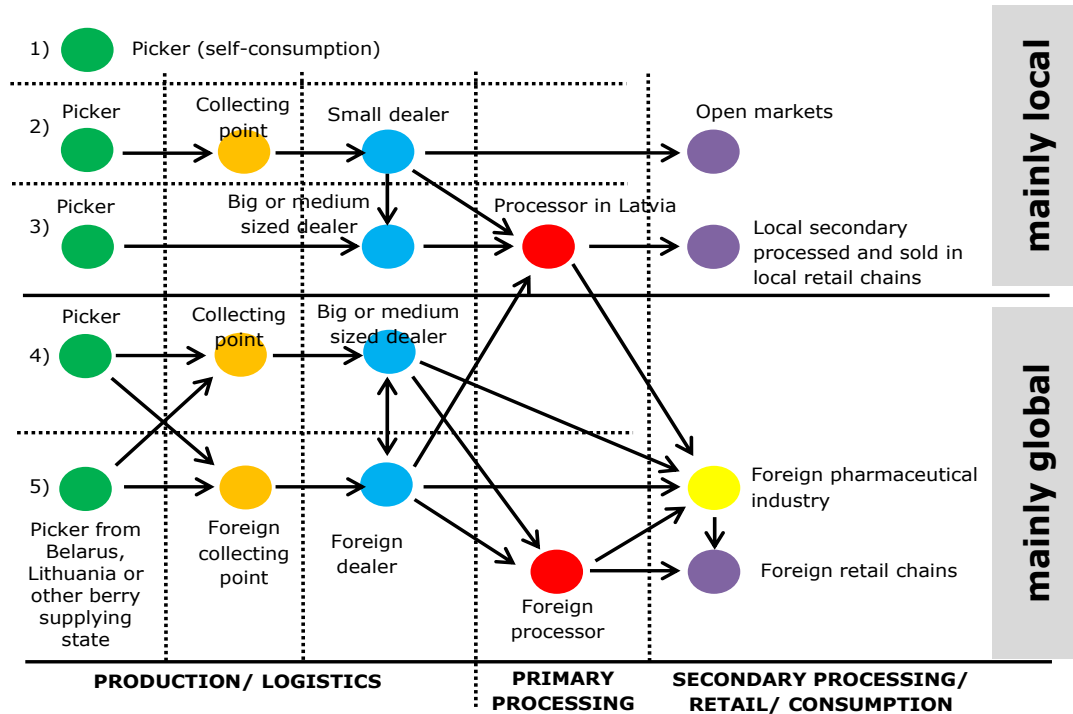 1)
Picker (self-consumption)
2)
Picker
Collecting
point
Small dealer
Open markets
3)
Picker
Big or medium
sized dealer
Processor in Latvia
Local secondary
processed and sold in
local retail chains
mainly local
4)
Picker
Collecting
point
Big or medium
sized dealer
5)
Picker from
Belarus,
Lithuania or
other berry
supplying
state
Foreign
collecting
point
Foreign
dealer
Foreign
processor
Foreign pharmaceutical
industry
Foreign retail chains
mainly global
PRODUCTION/ LOGISTICS
PRIMARY
PROCESSING
SECONDARY PROCESSING/
RETAIL/ CONSUMPTION